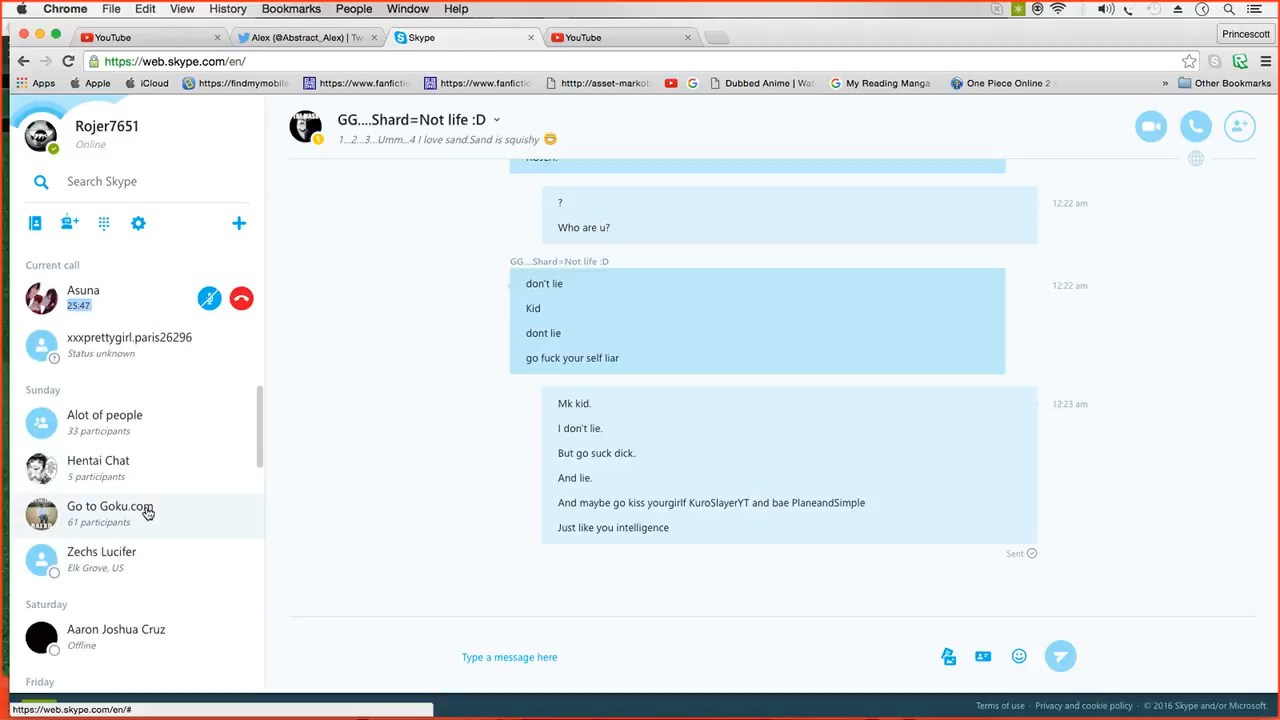 Chrome File Edit View History Bookmarks People Window Help
YouTube
Alex (@Abstract_Alex) | Tw
Skype
YouTube
Princescott
https://web.skype.com/en/
Apps
Apple
iCloud
https://findmymobile
https://www.fanfictio
https://www.fanfictio
htttp://asset-market
Dubbed Anime | Wat
My Reading Manga
One Piece Online 2
»
Other Bookmarks
Rojer7651
Online
Search Skype
Current call
Asuna
25:47
xxxprettygirl.paris26296
Status unknown
Sunday
Alot of people
33 participants
Hentai Chat
5 participants
Go to Goku.com
61 participants
Zechs Lucifer
Elk Grove, US
Saturday
Aaron Joshua Cruz
Offline
Friday
https://web.skype.com/en/#
GG....Shard=Not life :D
1...2...3...Umm...4 I love sand.Sand is squishy
?
12:22 am
Who are u?
GG....Shard=Not life :D
don't lie
12:22 am
Kid
dont lie
go fuck your self liar
Mk kid.
12:23 am
I don't lie.
But go suck dick.
And lie.
And maybe go kiss yourgirlf KuroSlayerYT and bae PlaneandSimple
Just like you intelligence
Sent
Type a message here
Terms of use · Privacy and cookie policy · © 2016 Skype and/or Microsoft.